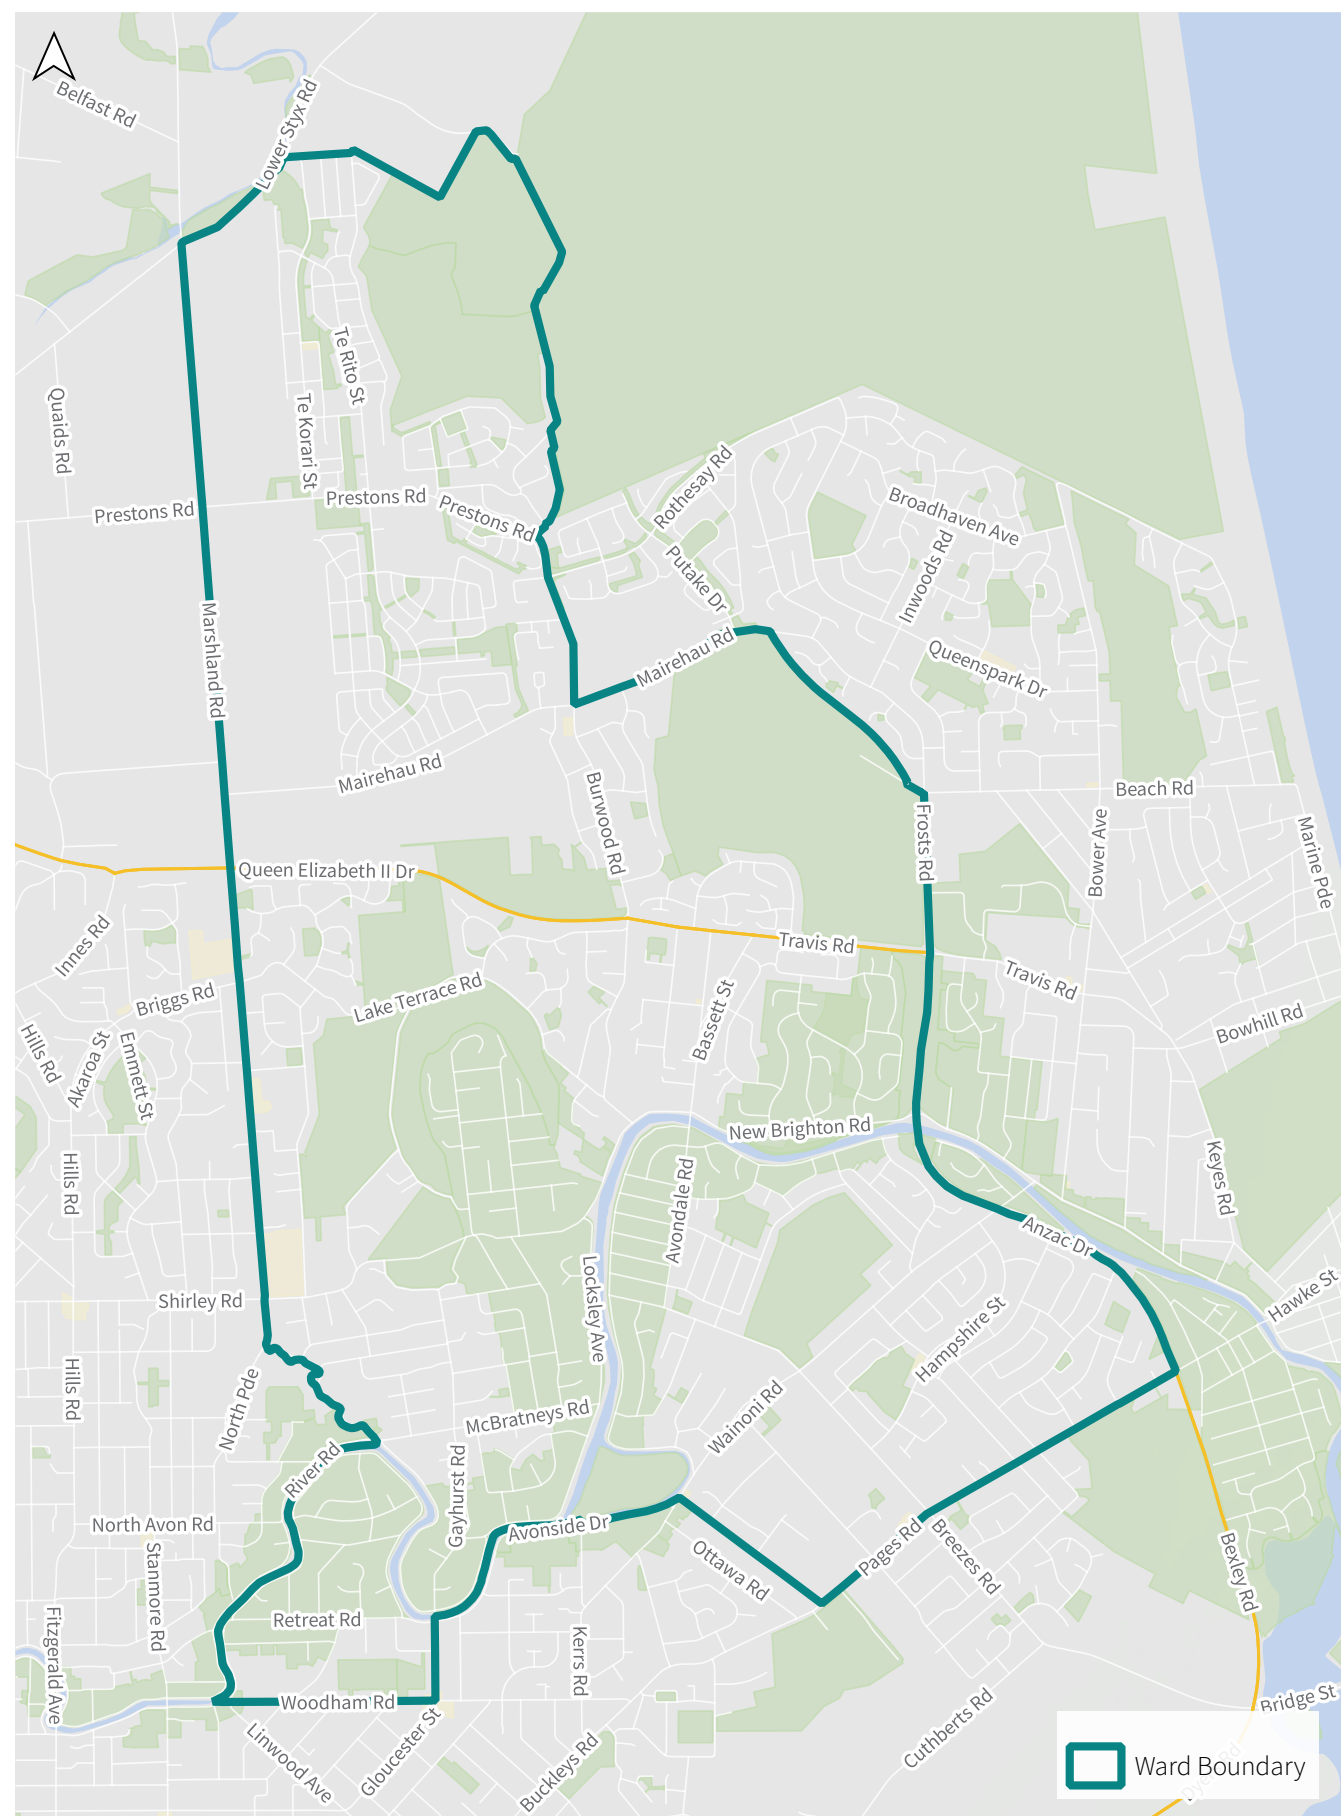 Belfast Rd
Lower Styx Rd
Te Rito St
Quaids Rd
Te Korari St
Prestons Rd
Prestons Rd
Prestons Rd
Rothesay Rd
Broadhaven Ave
Inwoods Rd
Putake Dr
Marshland Rd
Mairehau Rd
Queenspark Dr
Mairehau Rd
Burwood Rd
Beach Rd
Frosts Rd
Bower Ave
Marine Pde
Queen Elizabeth II Dr
Innes Rd
Travis Rd
Travis Rd
Briggs Rd
Lake Terrace Rd
Bassett St
Bowhill Rd
Hills Rd
Akaroa St
Emmett St
New Brighton Rd
Hills Rd
Avondale Rd
Keyes Rd
Anzac Dr
Locksley Ave
Shirley Rd
Hawke St
Hampshire St
Hills Rd
North Pde
McBratneys Rd
Wainoni Rd
River Rd
Gayhurst Rd
North Avon Rd
Avonside Dr
Stanmore Rd
Ottawa Rd
Pages Rd
Breezes Rd
Bexley Rd
Retreat Rd
Fitzgerald Ave
Kerrs Rd
Woodham Rd
Bridge St
Linwood Ave
Gloucester St
Buckleys Rd
Cuthberts Rd
Ward Boundary